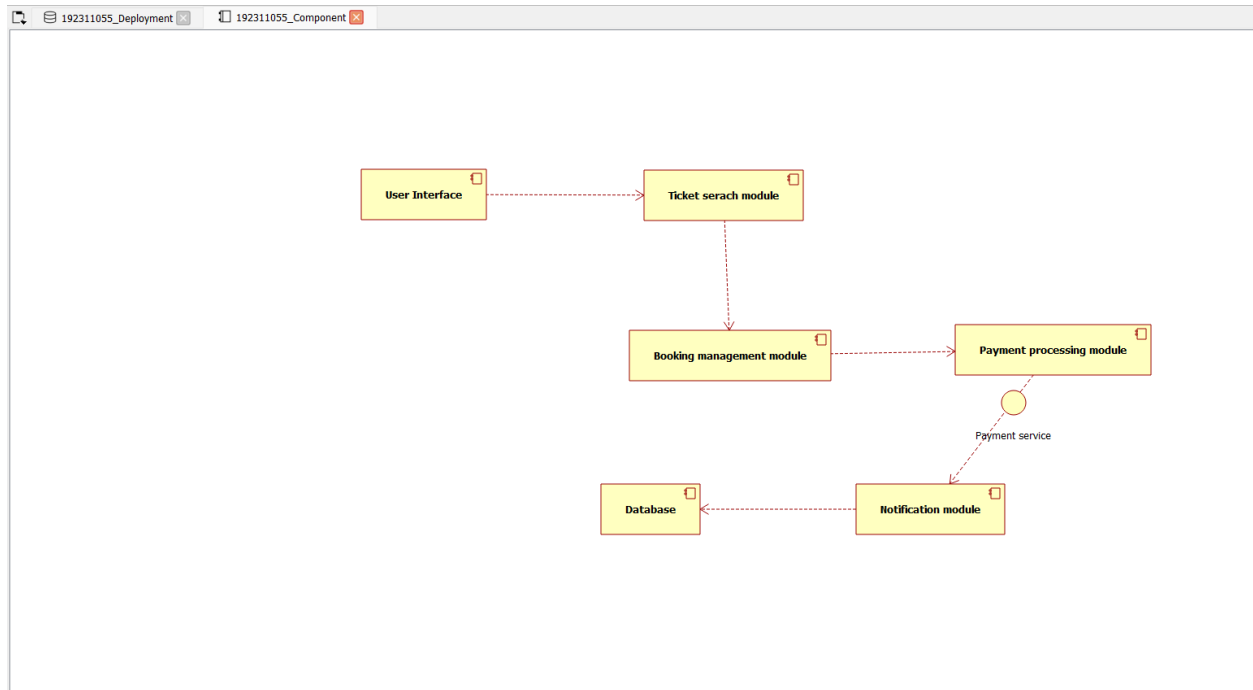 192311055_Deployment
192311055_Component
User Interface
Ticket serach module
Booking management module
Payment processing module
Payment service
Database
Notification module